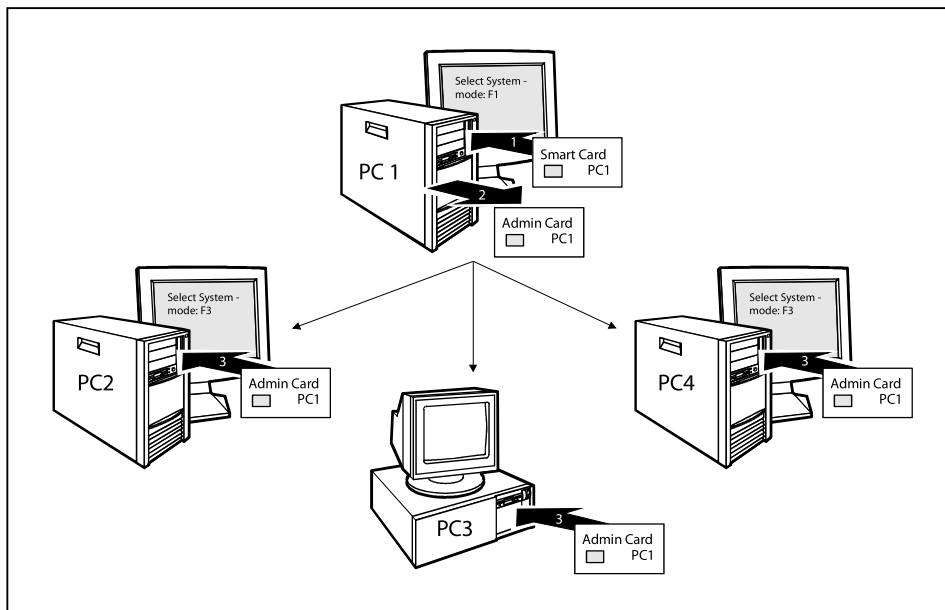 Select System -
mode: F1
PC 1
1
Smart Card
PC1
2
Admin Card
PC1
Select System -
mode: F3
PC2
3
Admin Card
PC1
Select System -
mode: F3
PC4
3
Admin Card
PC1
PC3
3
Admin Card
PC1